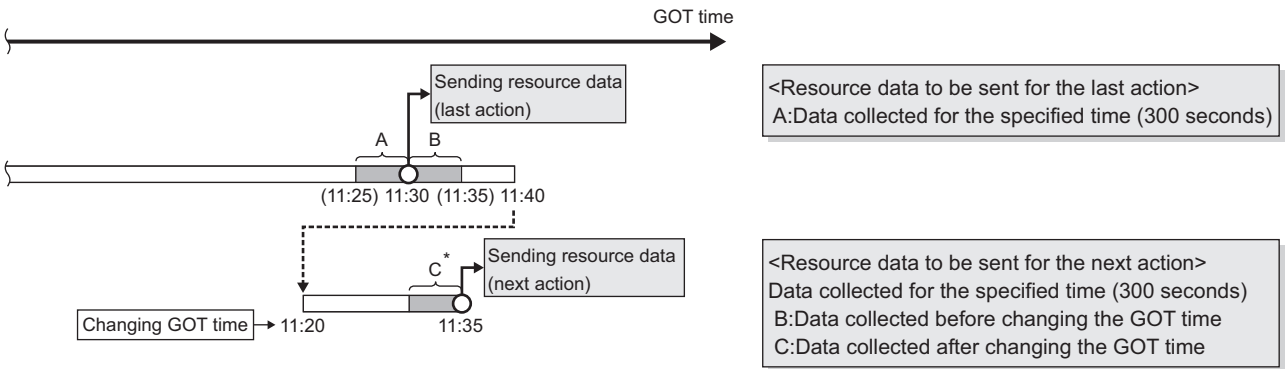 GOT time
Sending resource data
(last action)
<Resource data to be sent for the last action>
A:Data collected for the specified time (300 seconds)
A B
(11:25) 11:30 (11:35) 11:40
C*
Sending resource data
(next action)
Changing GOT time
11:20 11:35
<Resource data to be sent for the next action>
Data collected for the specified time (300 seconds)
B:Data collected before changing the GOT time
C:Data collected after changing the GOT time